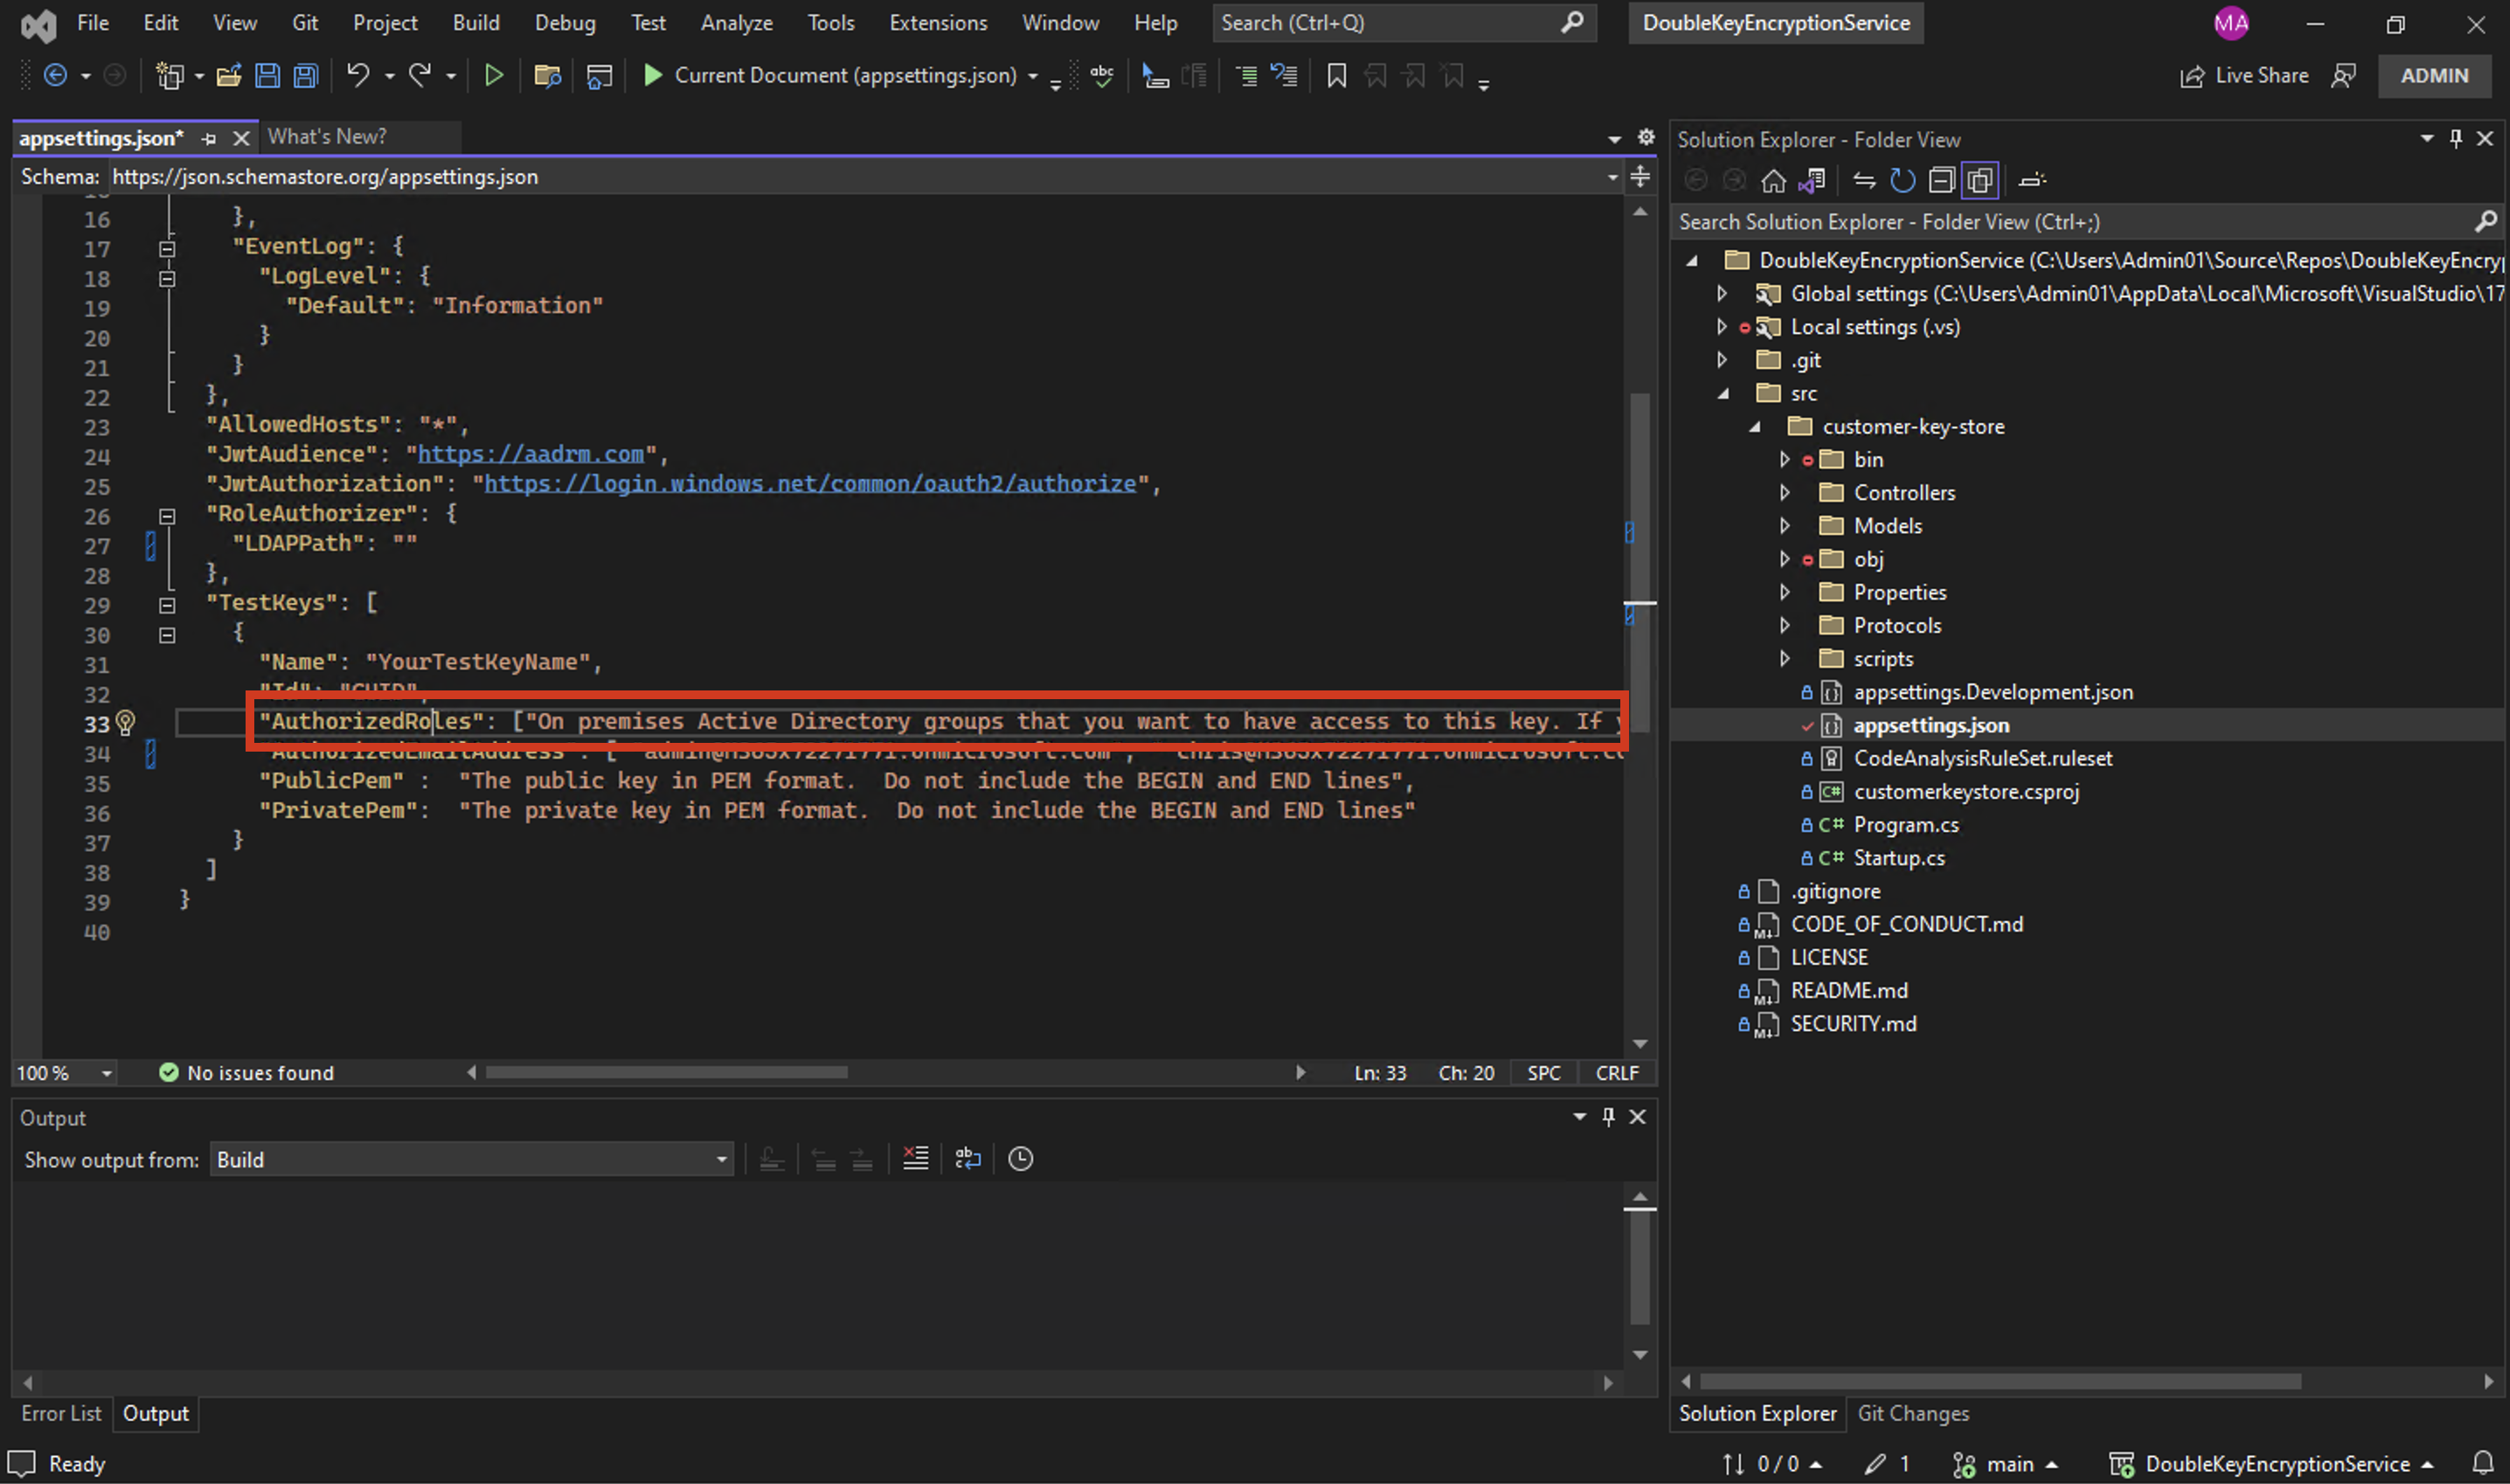 File Edit View Git Project Build Debug Test Analyze Tools Extensions Window Help Search (Ctrl+Q) DoubleKeyEncryptionService MA
Current Document (appsettings.json) Live Share ADMIN
appsettings.json* What's New?
Schema: https://json.schemastore.org/appsettings.json
16 },
17 "EventLog": {
18 "LogLevel": {
19 "Default": "Information"
20 }
21 }
22 },
23 "AllowedHosts": "*",
24 "JwtAudience": "https://aadrm.com",
25 "JwtAuthorization": "https://login.windows.net/common/oauth2/authorize",
26 "RoleAuthorizer": {
27 "LDAPPath": ""
28 },
29 "TestKeys": [
30 {
31 "Name": "YourTestKeyName",
32 "Id": "GUID",
33 "AuthorizedRoles": ["On premises Active Directory groups that you want to have access to this key. If
34 "AuthorizedEmailAddress": [
35 "PublicPem" : "The public key in PEM format. Do not include the BEGIN and END lines",
36 "PrivatePem": "The private key in PEM format. Do not include the BEGIN and END lines"
37 }
38 ]
39 }
40
100 % No issues found Ln: 33 Ch: 20 SPC CRLF
Output
Show output from: Build
Error List Output
Solution Explorer - Folder View
Search Solution Explorer - Folder View (Ctrl+;)
DoubleKeyEncryptionService (C:\Users\Admin01\Source\Repos\DoubleKeyEncryp
Global settings (C:\Users\Admin01\AppData\Local\Microsoft\VisualStudio\17
Local settings (.vs)
.git
src
customer-key-store
bin
Controllers
Models
obj
Properties
Protocols
scripts
appsettings.Development.json
appsettings.json
CodeAnalysisRuleSet.ruleset
customerkeystore.csproj
C# Program.cs
C# Startup.cs
.gitignore
CODE_OF_CONDUCT.md
LICENSE
README.md
SECURITY.md
Solution Explorer Git Changes
Ready 0 / 0 1 main DoubleKeyEncryptionService